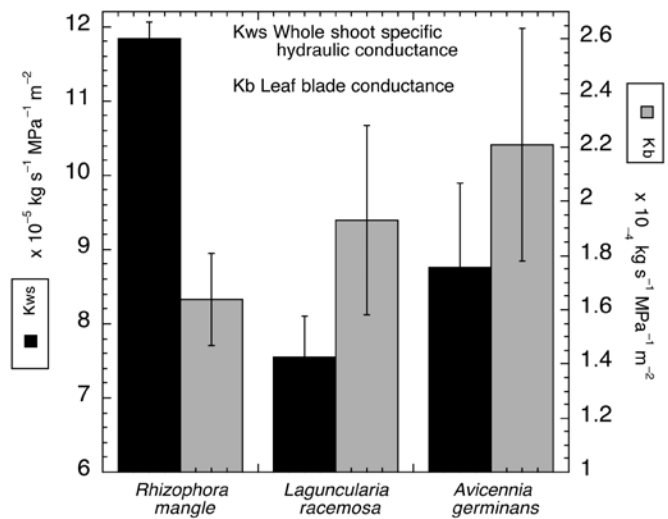 Kws Whole shoot specific
hydraulic conductance
Kb Leaf blade conductance
12
11
10
9
8
7
6
x 10⁻⁵ kg s⁻¹ MPa⁻¹ m⁻²
Kws
2.6
2.4
2.2
2
1.8
1.6
1.4
1.2
1
Kb
x 10₋₄ kg s⁻¹ MPa⁻¹ m⁻²
Rhizophora
mangle
Laguncularia
racemosa
Avicennia
germinans